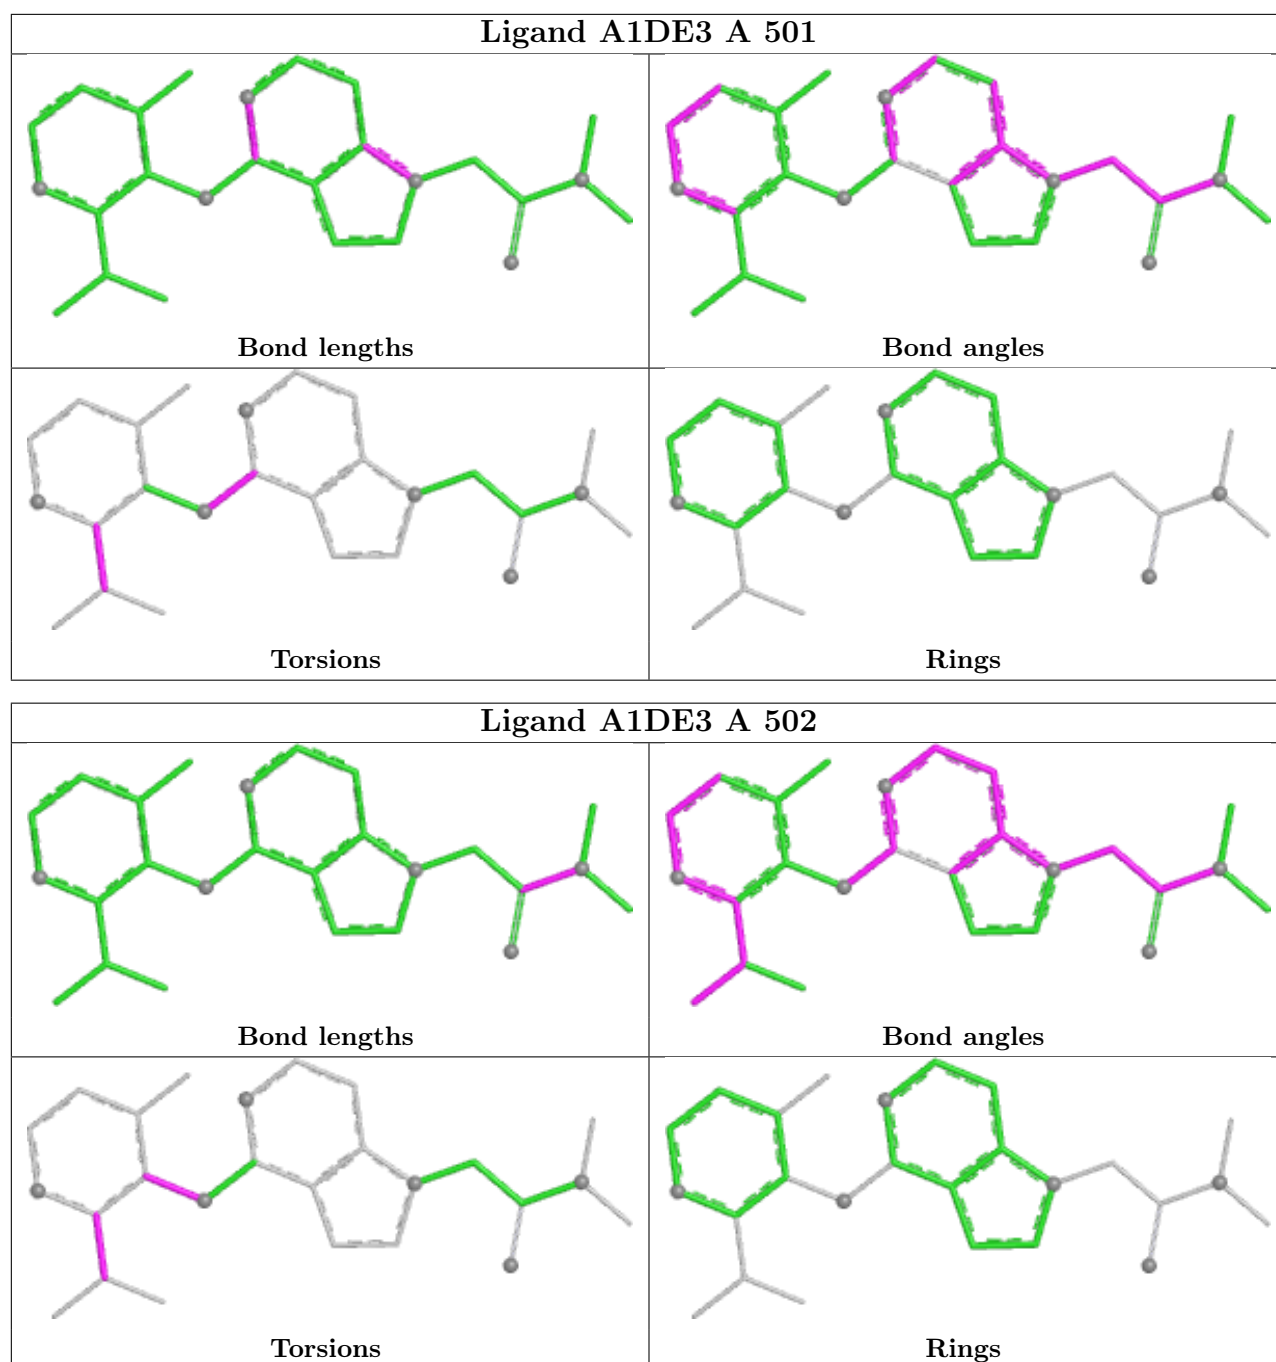 Ligand A1DE3 A 501
Bond lengths
Bond angles
Torsions
Rings
Ligand A1DE3 A 502
Bond lengths
Bond angles
Torsions
Rings